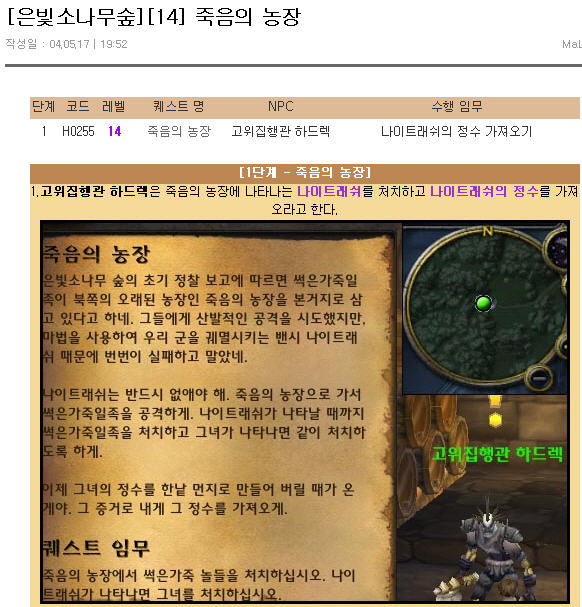 [은빛소나무숲][14] 죽음의 농장
작성일 : 04,05,17 | 19:52
MaL
단계 코드 레벨 퀘스트 명 NPC 수행 임무
1 H0255 14 죽음의 농장 고위집행관 하드렉 나이트래쉬의 정수 가져오기
[1단계 - 죽음의 농장]
1.고위집행관 하드렉은 죽음의 농장에 나타나는 나이트래쉬를 처치하고 나이트래쉬의 정수를 가져
오라고 한다.
죽음의 농장
은빛소나무 숲의 초기 정찰 보고에 따르면 썩은가죽일
족이 북쪽의 오래된 농장인 죽음의 농장을 본거지로 삼
고 있다고 하네. 그들에게 산발적인 공격을 시도했지만,
마법을 사용하여 우리 군을 궤멸시키는 밴시 나이트래
쉬 때문에 번번이 실패하고 말았네.
나이트래쉬는 반드시 없애야 해. 죽음의 농장으로 가서
썩은가죽일족을 공격하게. 나이트래쉬가 나타날 때까지
썩은가죽일족을 처치하고 그녀가 나타나면 같이 처치하
도록 하게.
이제 그녀의 정수를 한낱 먼지로 만들어 버릴 때가 온
게야. 그 증거로 내게 그 정수를 가져오게.
퀘스트 임무
죽음의 농장에서 썩은가죽 놀들을 처치하십시오. 나이
트래쉬가 나타나면 그녀를 처치하십시오.
N
고위집행관 하드렉